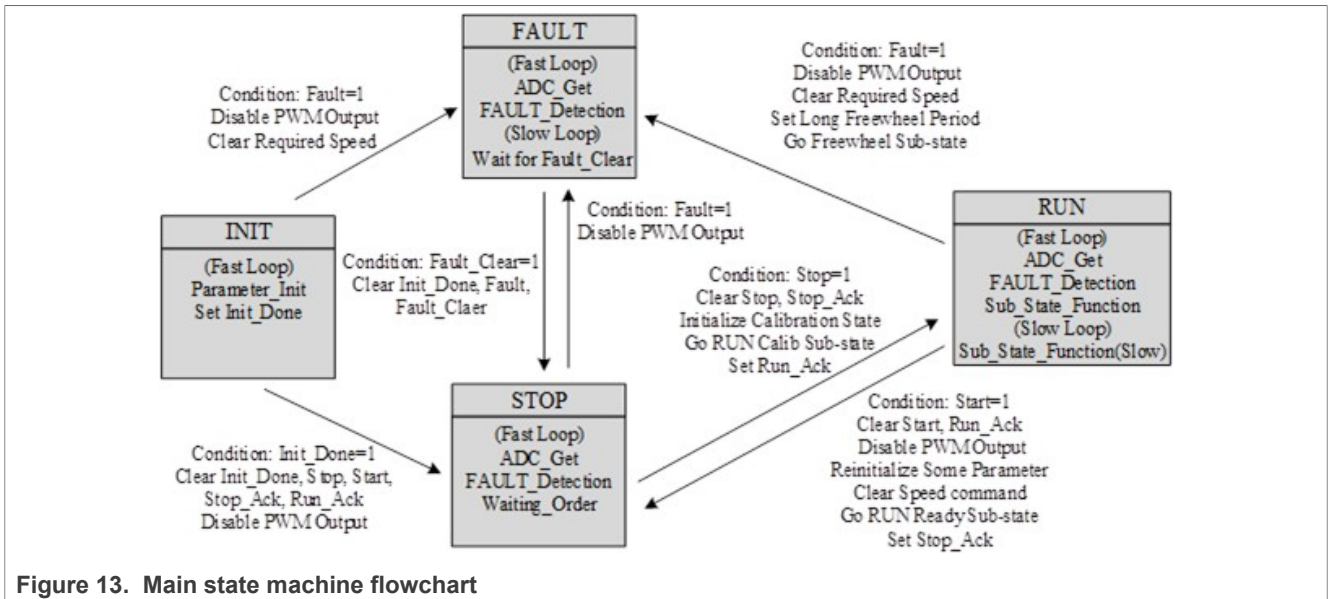 FAULT
(Fast Loop)
ADC_Get
FAULT_Detection
(Slow Loop)
Wait for Fault_Clear
Condition: Fault=1
Disable PWM Output
Clear Required Speed
Condition: Fault=1
Disable PWM Output
Clear Required Speed
Set Long Freewheel Period
Go Freewheel Sub-state
INIT
(Fast Loop)
Parameter_Init
Set Init_Done
Condition: Fault_Clear=1
Clear Init_Done, Fault,
Fault_Claer
Condition: Fault=1
Disable PWM Output
RUN
(Fast Loop)
ADC_Get
FAULT_Detection
Sub_State_Function
(Slow Loop)
Sub_State_Function(Slow)
Condition: Stop=1
Clear Stop, Stop_Ack
Initialize Calibration State
Go RUN Calib Sub-state
Set Run_Ack
STOP
(Fast Loop)
ADC_Get
FAULT_Detection
Waiting_Order
Condition: Init_Done=1
Clear Init_Done, Stop, Start,
Stop_Ack, Run_Ack
Disable PWM Output
Condition: Start=1
Clear Start, Run_Ack
Disable PWM Output
Reinitialize Some Parameter
Clear Speed command
Go RUN Ready Sub-state
Set Stop_Ack
Figure 13. Main state machine flowchart